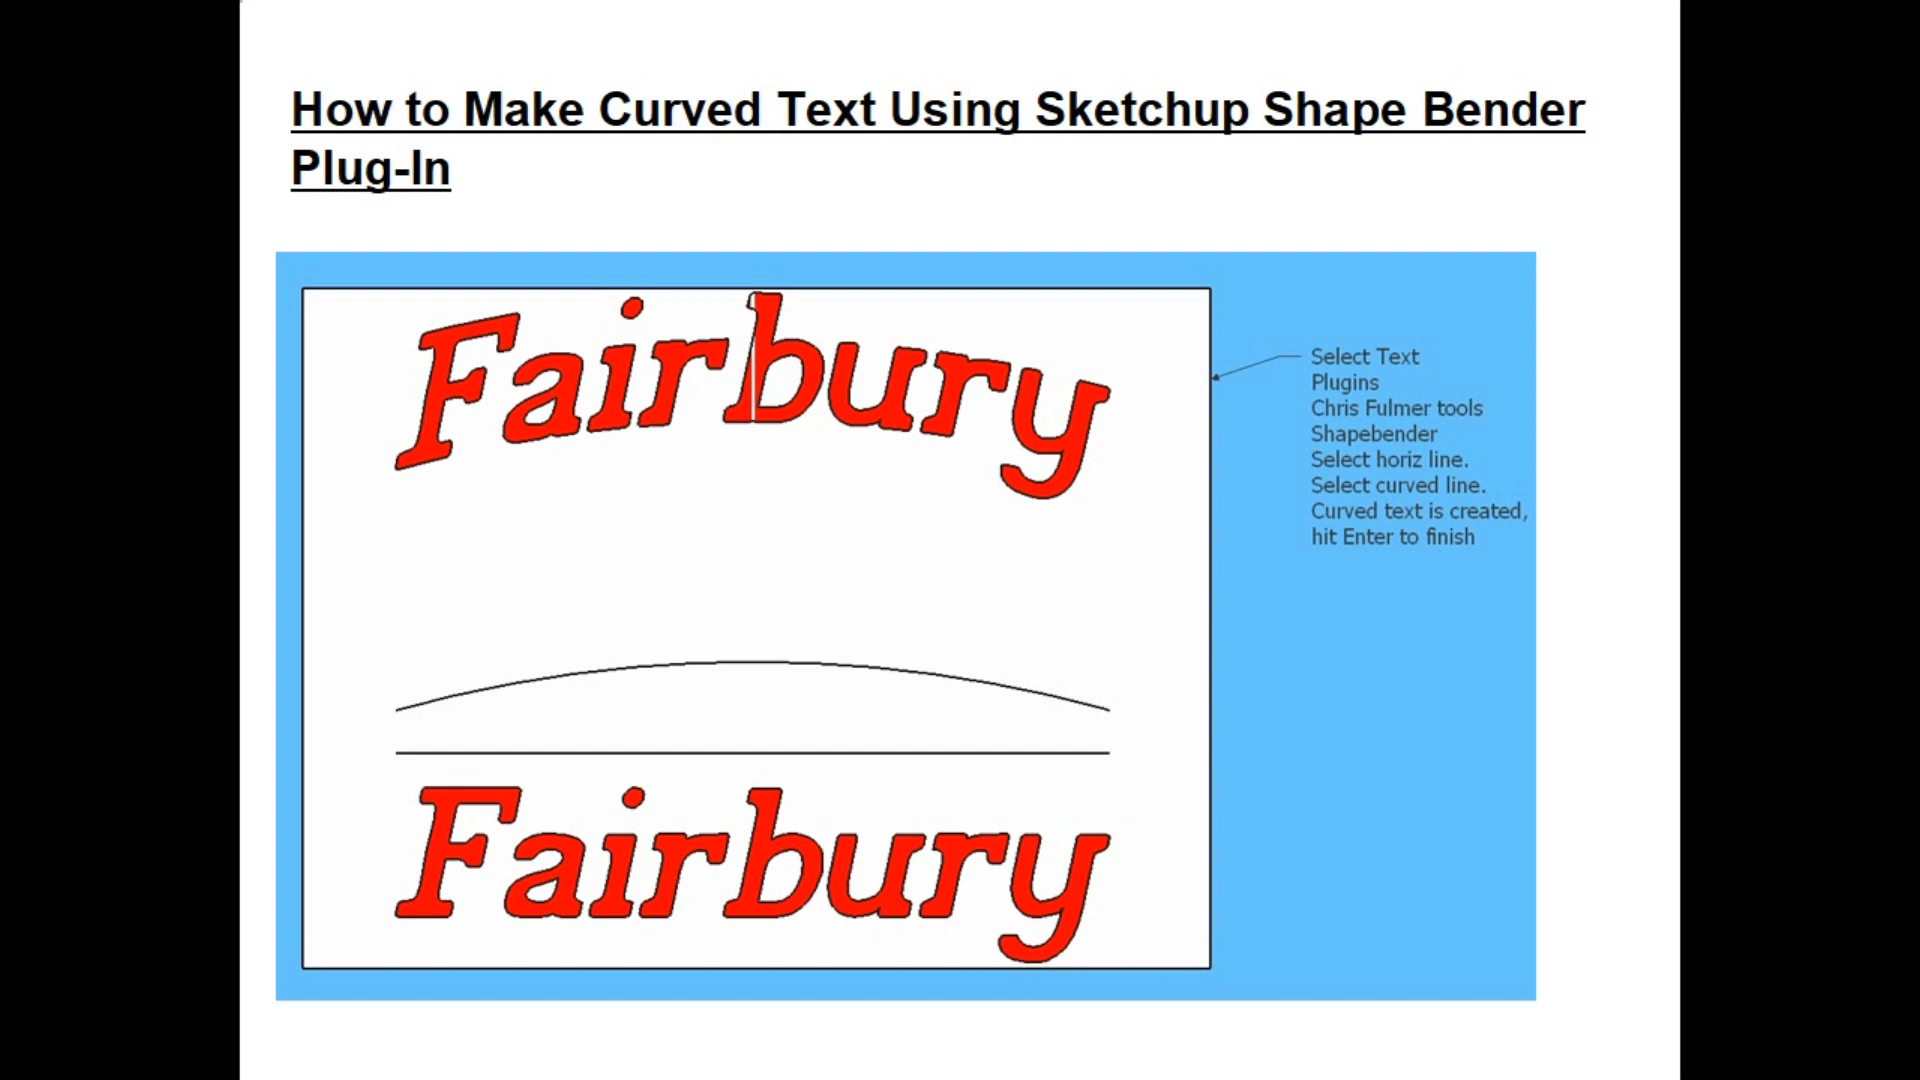 How to Make Curved Text Using Sketchup Shape Bender
Plug-In
Fairbury
Select Text
Plugins
Chris Fulmer tools
Shapebender
Select horiz line.
Select curved line.
Curved text is created,
hit Enter to finish
Fairbury